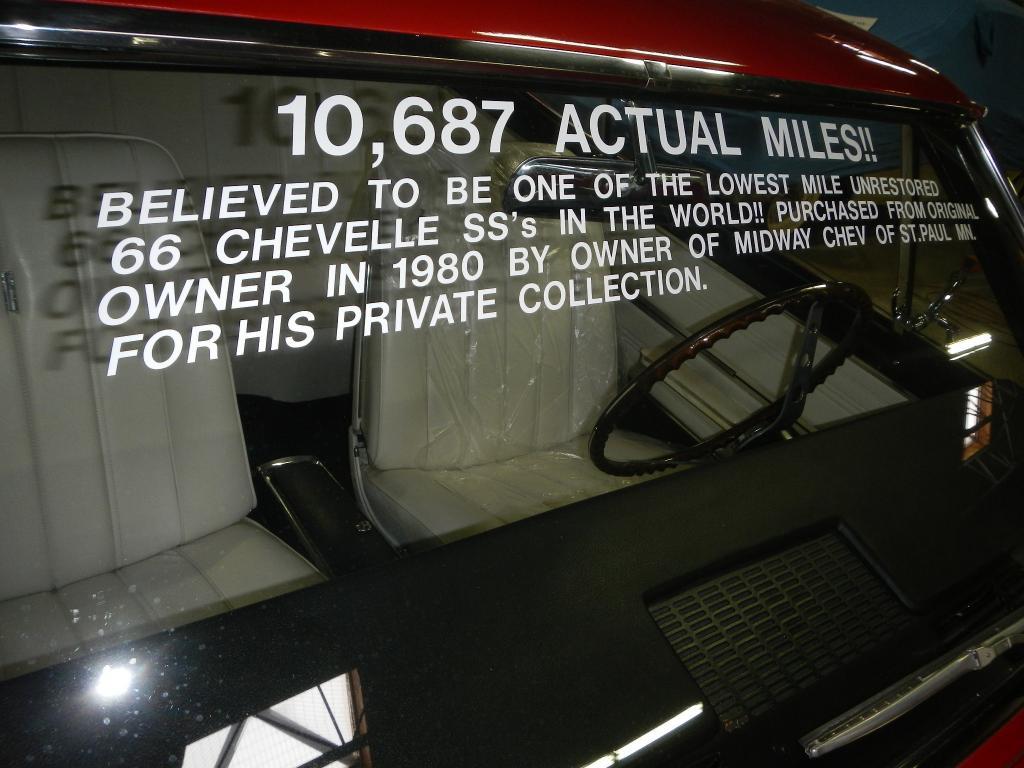 10,687 ACTUAL MILES!!
BELIEVED TO BE ONE OF THE LOWEST MILE UNRESTORED
66 CHEVELLE SS's IN THE WORLD!! PURCHASED FROM ORIGINAL
OWNER IN 1980 BY OWNER OF MIDWAY CHEV OF ST.PAUL MN.
FOR HIS PRIVATE COLLECTION.